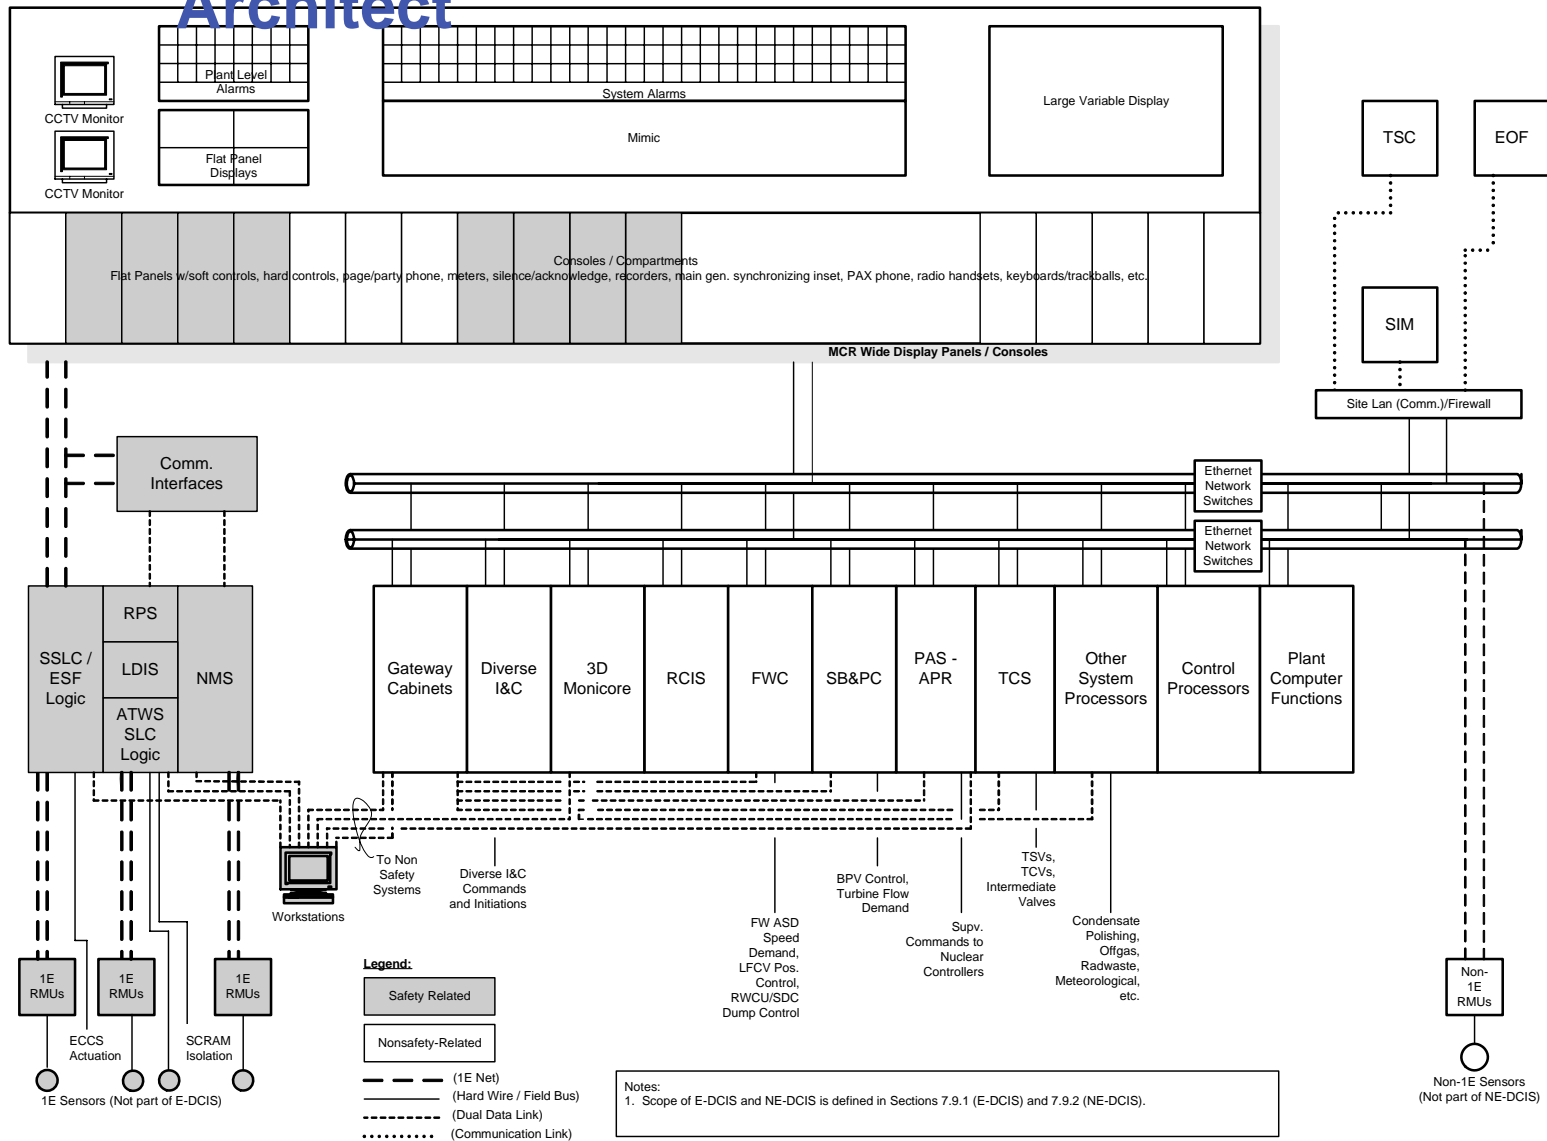 Architect
Plant Level
Alarms
System Alarms
Large Variable Display
CCTV Monitor
Mimic
Flat Panel
Displays
CCTV Monitor
TSC
EOF
Consoles / Compartments
Flat Panels w/soft controls, hard controls, page/party phone, meters, silence/acknowledge, recorders, main gen. synchronizing inset, PAX phone, radio handsets, keyboards/trackballs, etc.
MCR Wide Display Panels / Consoles
SIM
Site Lan (Comm.)/Firewall
Comm.
Interfaces
Ethernet
Network
Switches
Ethernet
Network
Switches
SSLC /
ESF
Logic
RPS
LDIS
ATWS
SLC
Logic
NMS
Gateway
Cabinets
Diverse
I&C
3D
Monicore
RCIS
FWC
SB&PC
PAS -
APR
TCS
Other
System
Processors
Control
Processors
Plant
Computer
Functions
Workstations
To Non
Safety
Systems
Diverse I&C
Commands
and Initiations
FW ASD
Speed
Demand,
LFCV Pos.
Control,
RWCU/SDC
Dump Control
BPV Control,
Turbine Flow
Demand
Supv.
Commands to
Nuclear
Controllers
TSVs,
TCVs,
Intermediate
Valves
Condensate
Polishing,
Offgas,
Radwaste,
Meteorological,
etc.
1E
RMUs
1E
RMUs
1E
RMUs
Non-
1E
RMUs
ECCS
Actuation
SCRAM
Isolation
1E Sensors (Not part of E-DCIS)
Non-1E Sensors
(Not part of NE-DCIS)
Legend:
Safety Related
Nonsafety-Related
(1E Net)
(Hard Wire / Field Bus)
(Dual Data Link)
(Communication Link)
Notes:
1. Scope of E-DCIS and NE-DCIS is defined in Sections 7.9.1 (E-DCIS) and 7.9.2 (NE-DCIS).